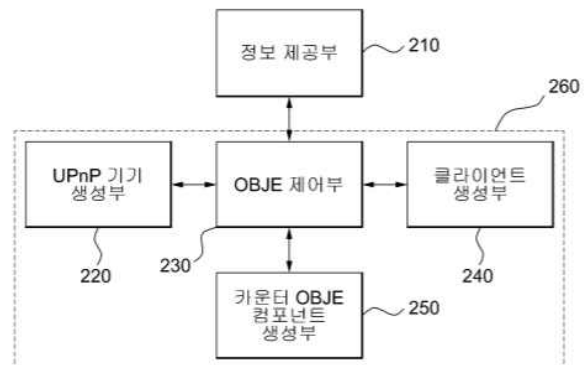 정보 제공부
210
260
UPnP 기기
생성부
OBJE 제어부
클라이언트
생성부
220
230
240
카운터 OBJE
컴포넌트
생성부
250